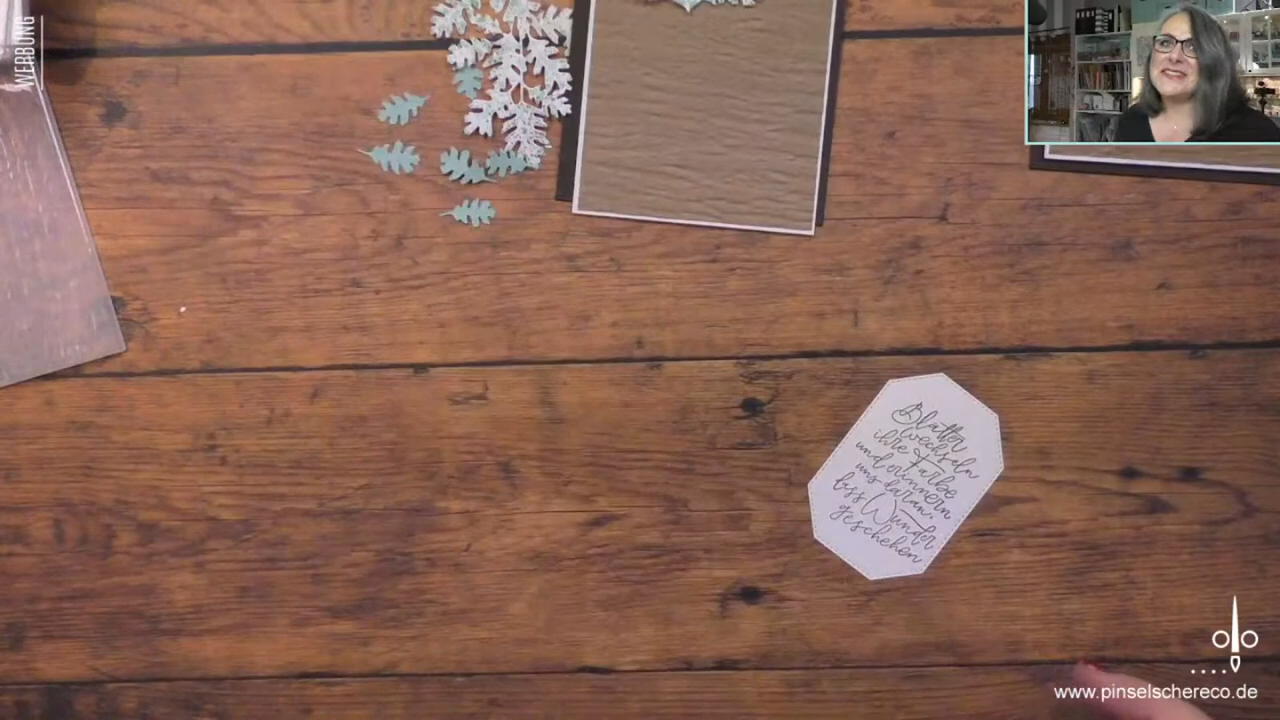 WERBUNG
Blätter
wechseln
ihre Farbe
und erinnern
uns daran,
dass Wunder
geschehen
www.pinselschereco.de